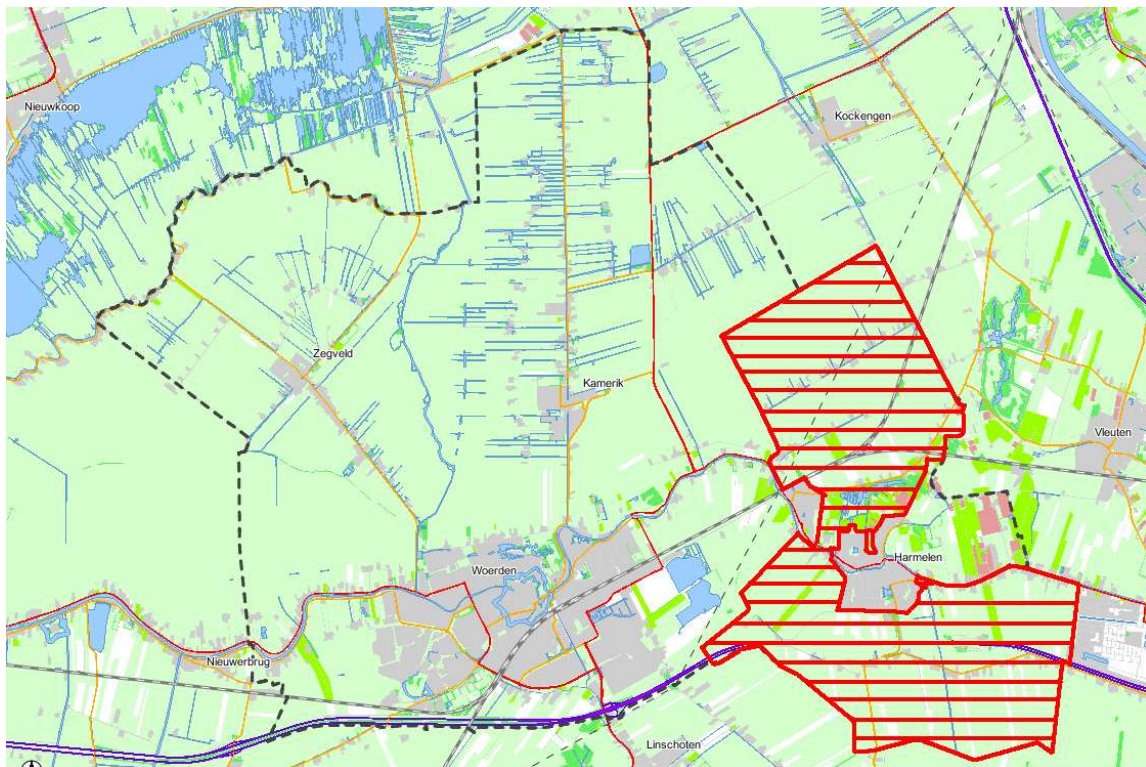 Nieuwkoop
Kockengen
Zegveld
Kamerik
Vleuten
Woerden
Harmelen
Nieuwerbrug
Linschoten